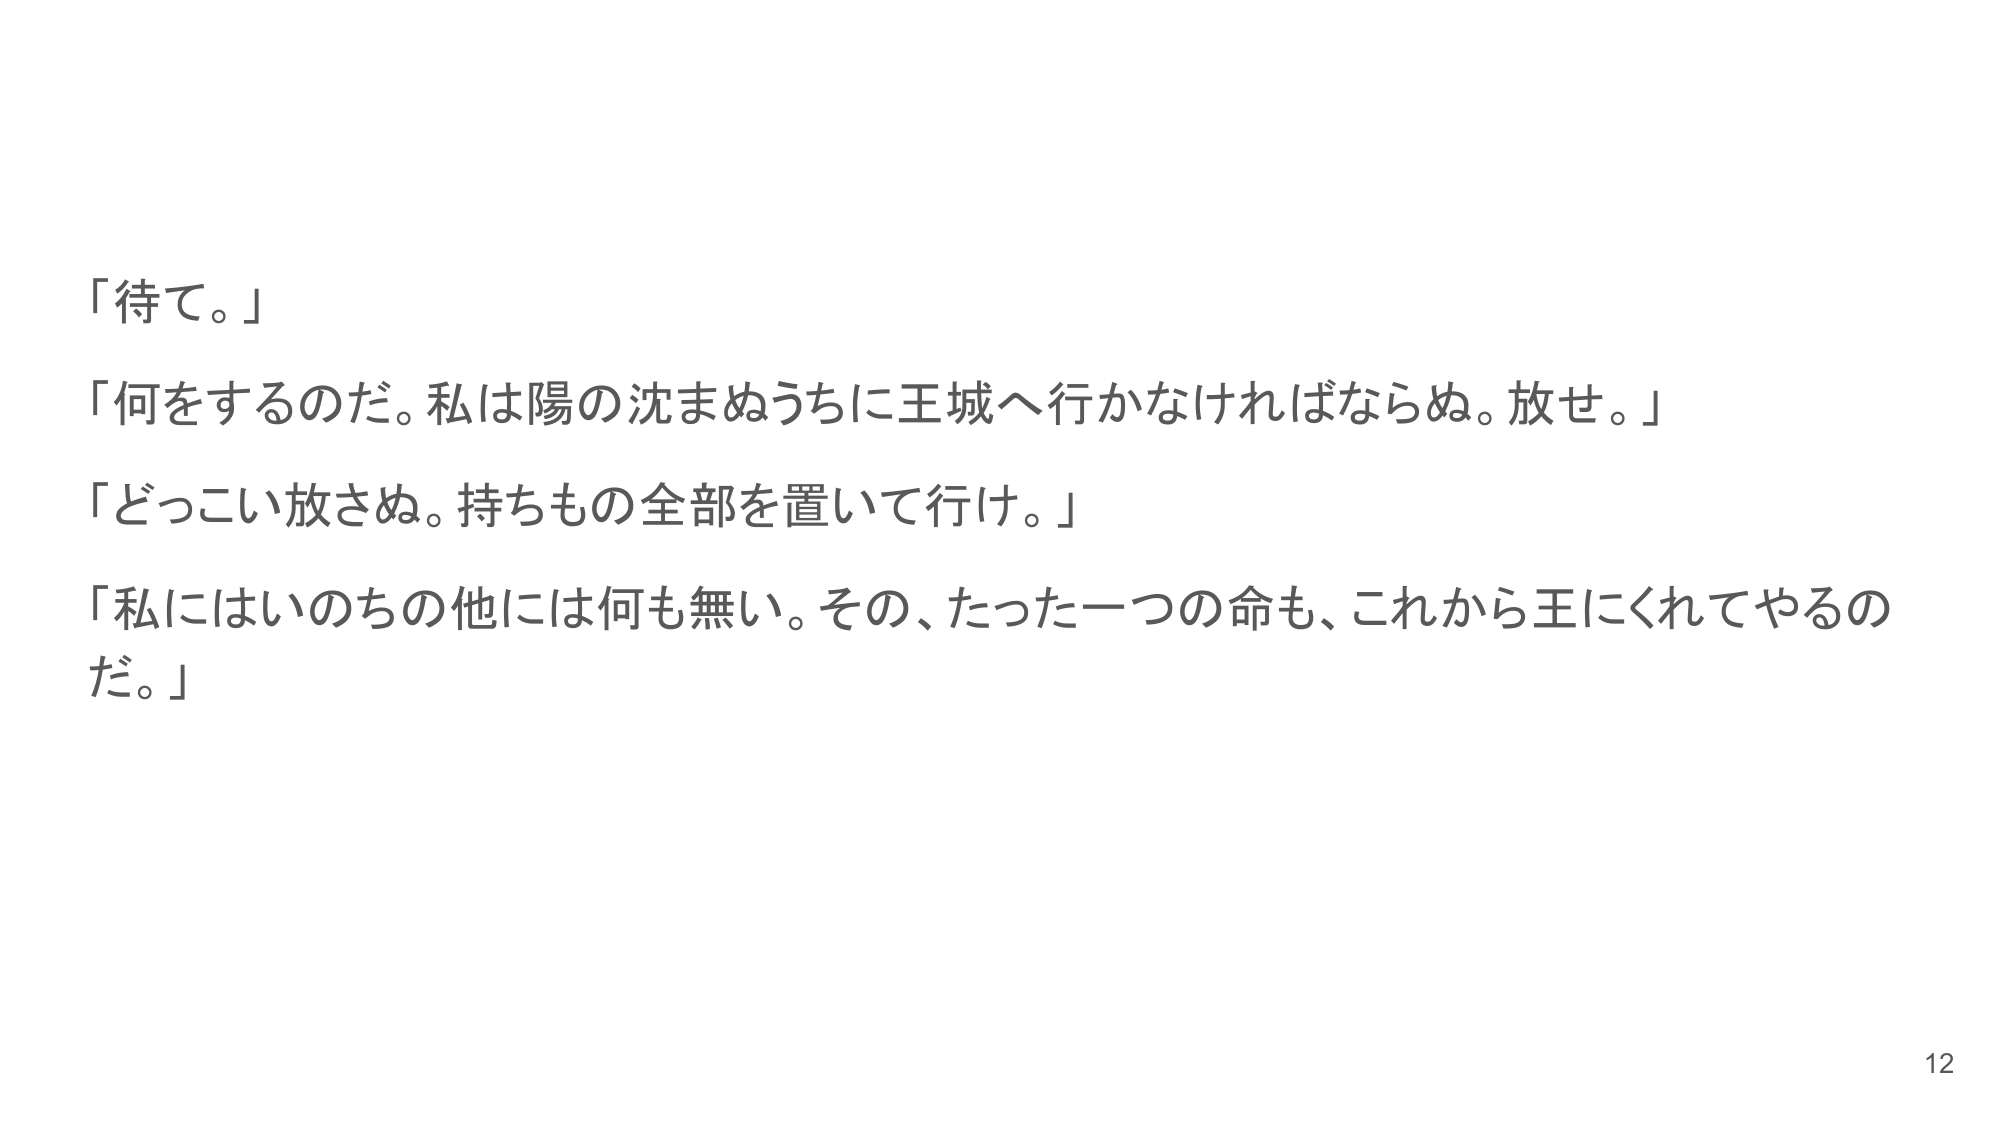 「待て。」
「何をするのだ。私は陽の沈まぬうちに王城へ行かなければならぬ。放せ。」
「どっこい放さぬ。持ちもの全部を置いて行け。」
「私にはいのちの他には何も無い。その、たった一つの命も、これから王にくれてやるの
だ。」
12